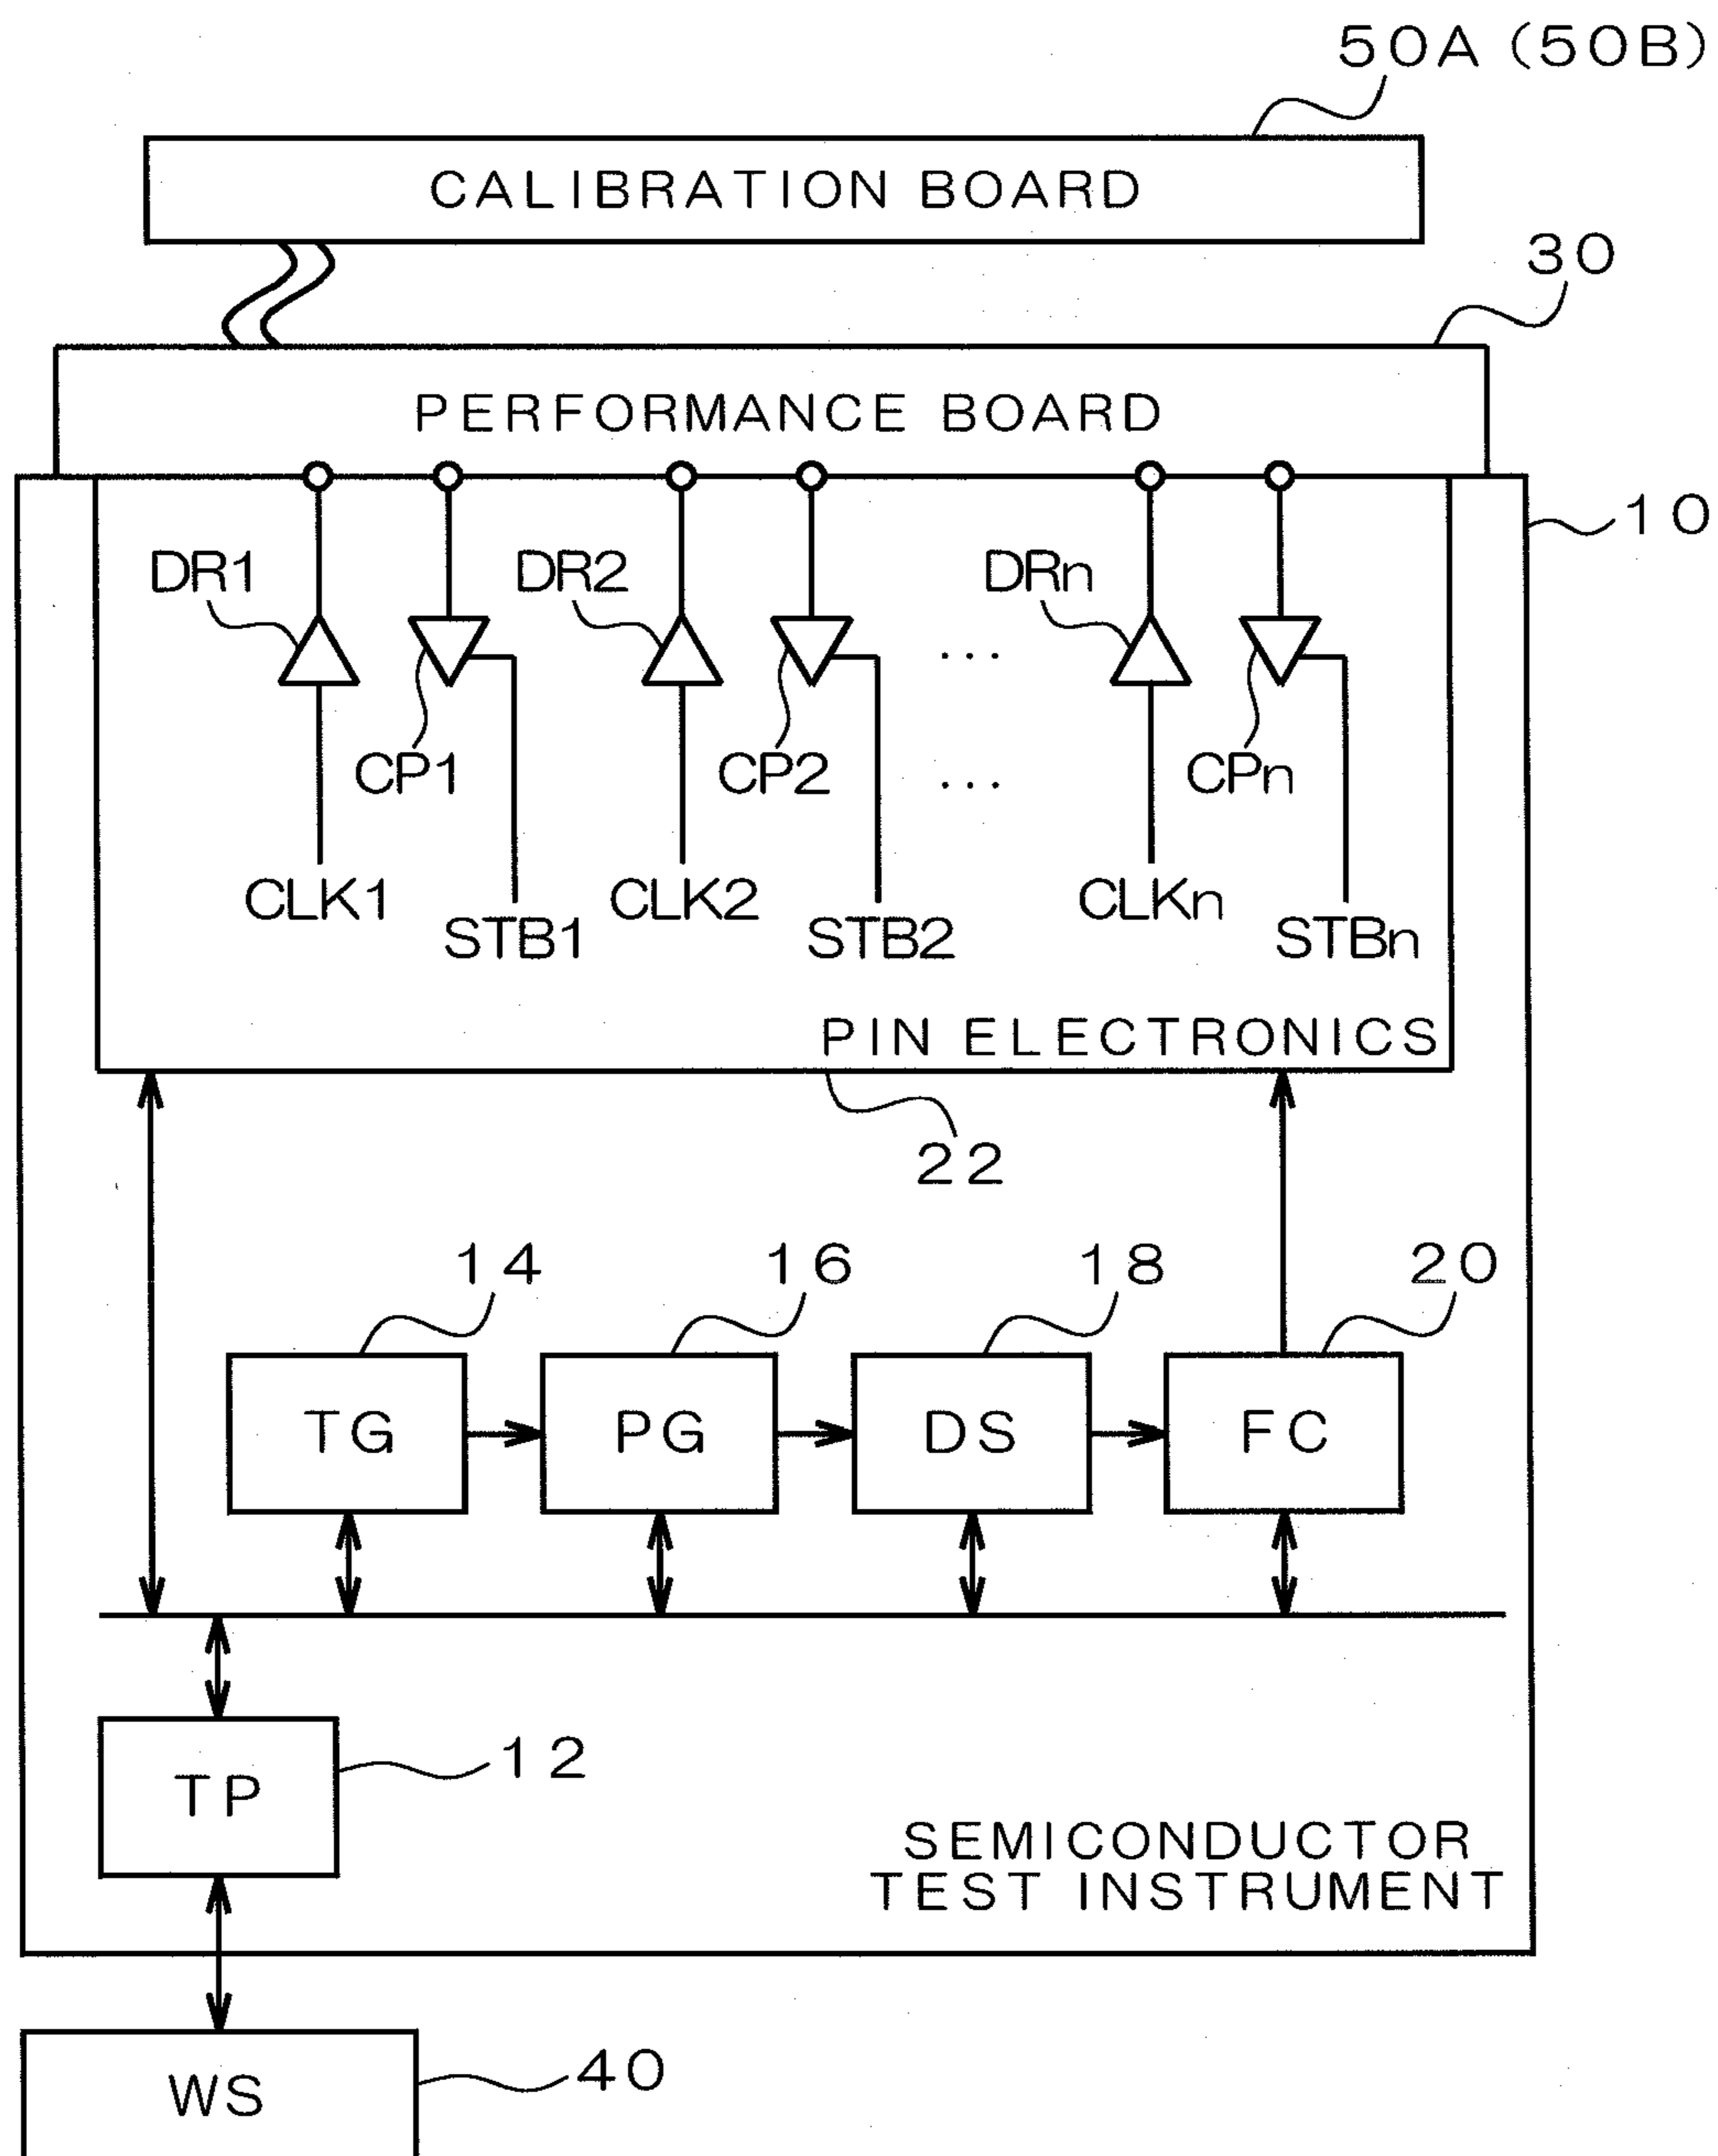 50A (50B)
CALIBRATION BOARD
30
PERFORMANCE BOARD
10
DR1
DR2
DRn
...
CP1
CP2
...
CPn
CLK1
CLK2
CLKn
STB1
STB2
STBn
PIN ELECTRONICS
22
14
16
18
20
TG
PG
DS
FC
12
TP
SEMICONDUCTOR
TEST INSTRUMENT
40
WS